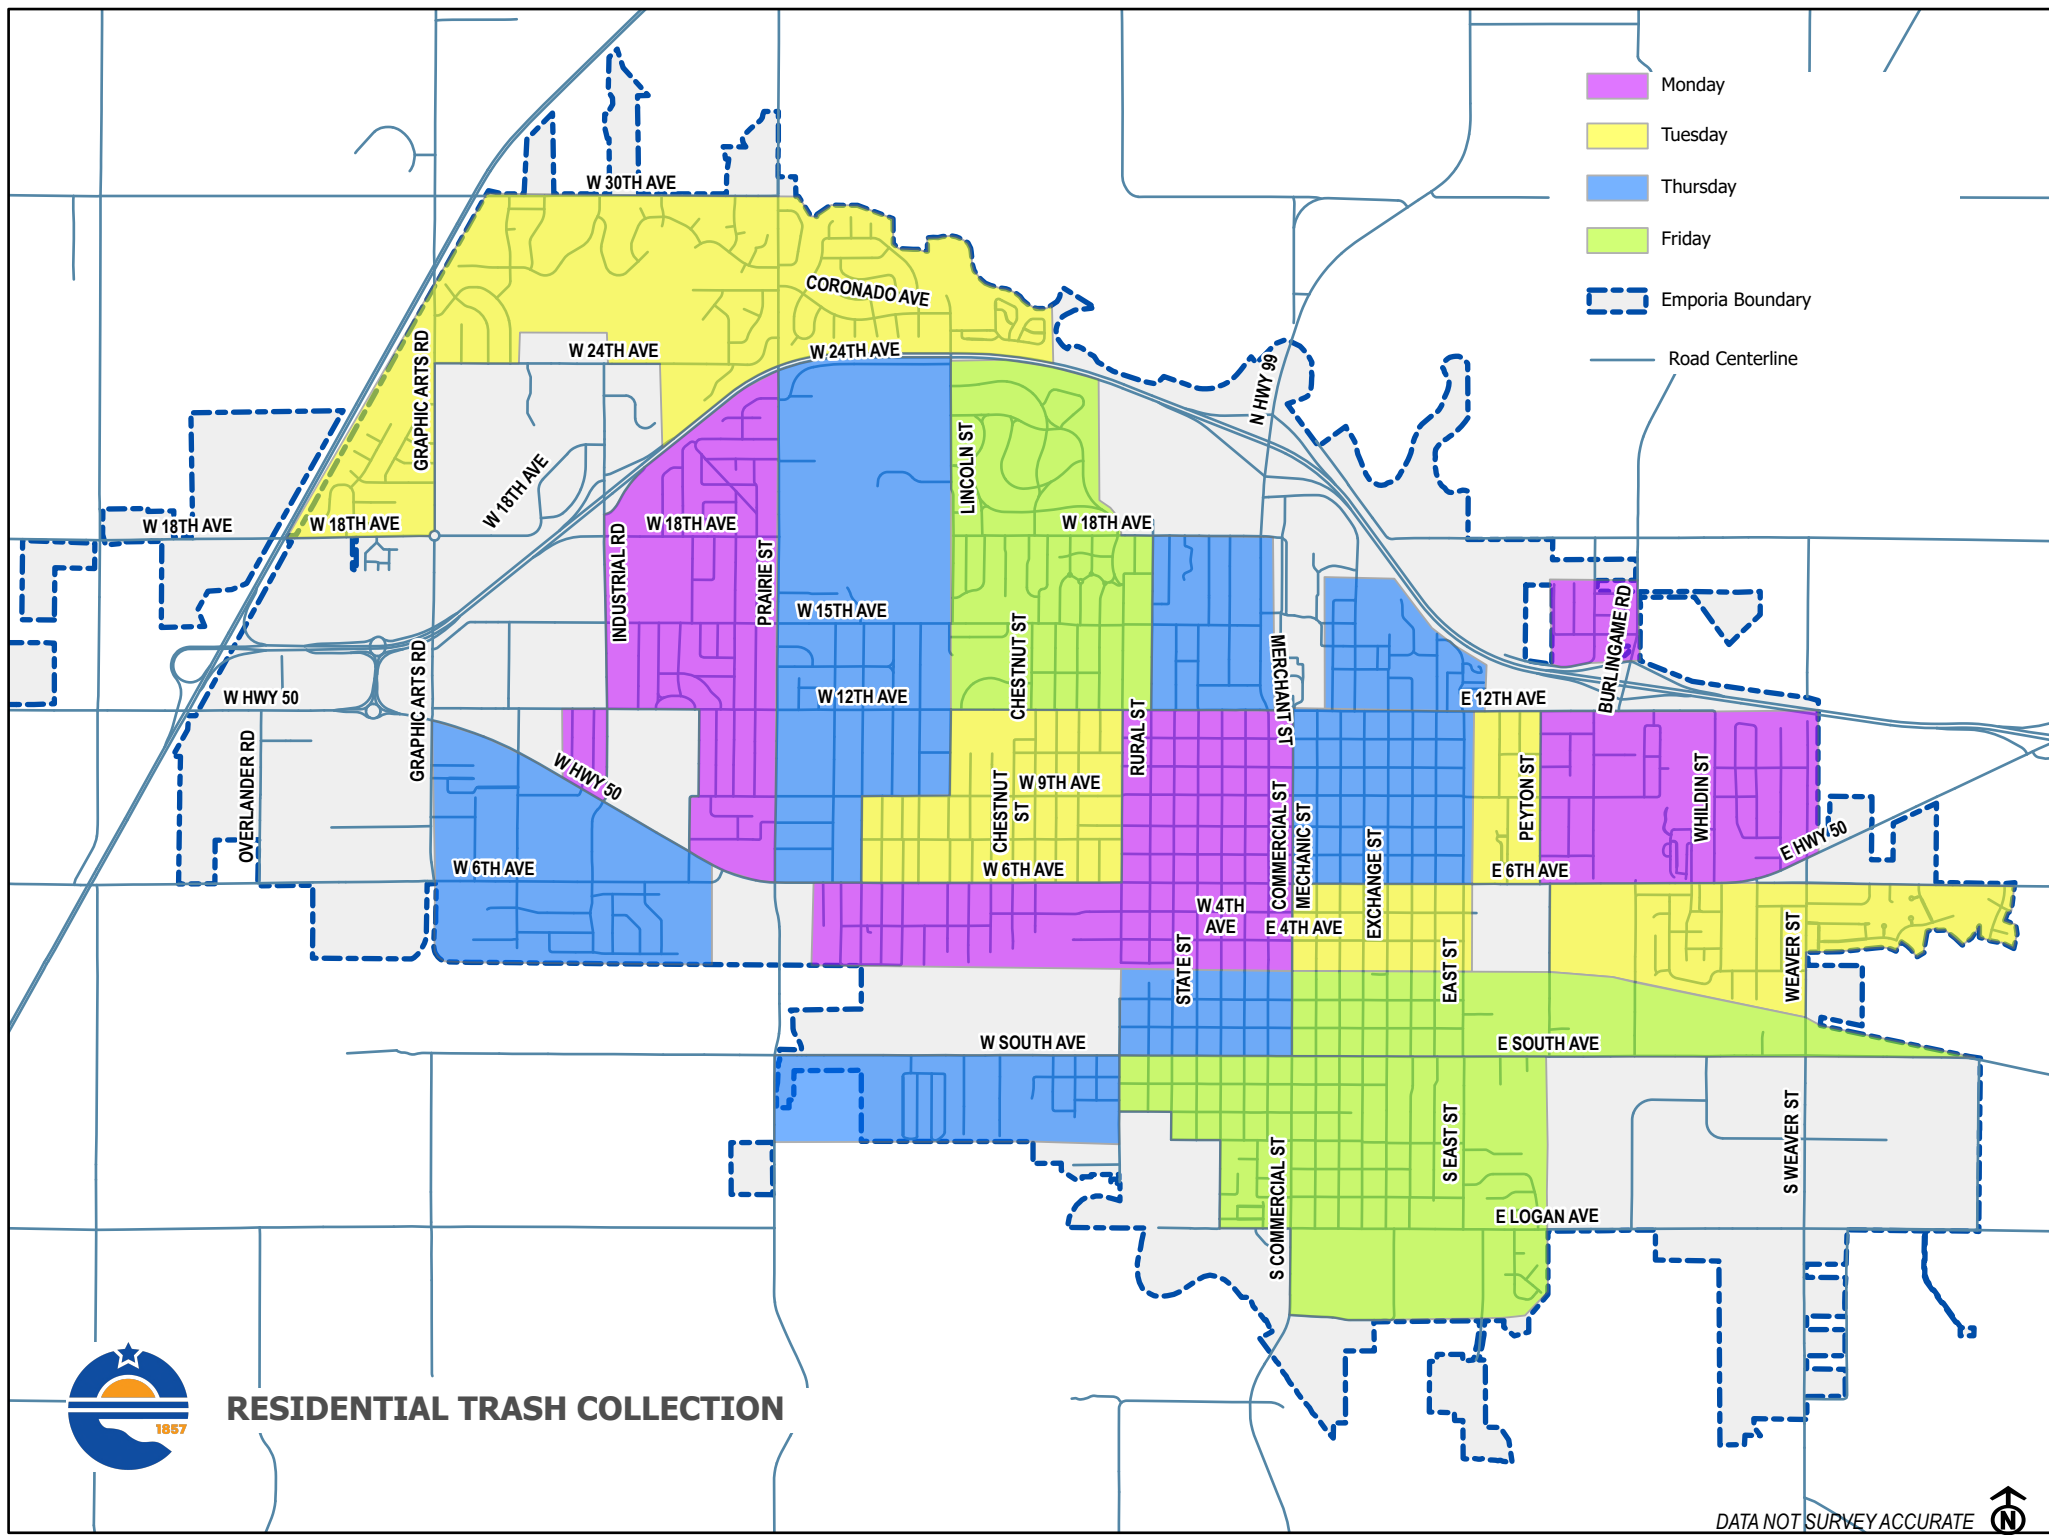 Monday
Tuesday
Thursday
Friday
Emporia Boundary
Road Centerline
W 30TH AVE
CORONADO AVE
W 24TH AVE
W 24TH AVE
GRAPHIC ARTS RD
N HWY 99
LINCOLN ST
W 18TH AVE
W 18TH AVE
W 18TH AVE
W 18TH AVE
W 18TH AVE
INDUSTRIAL RD
PRAIRIE ST
W 15TH AVE
CHESTNUT ST
MERCHANT ST
BURLINGAME RD
GRAPHIC ARTS RD
W HWY 50
W 12TH AVE
E 12TH AVE
RURAL ST
OVERLANDER RD
W HWY 50
W 9TH AVE
CHESTNUT
ST
COMMERCIAL ST
MECHANIC ST
EXCHANGE ST
PEYTON ST
WHILDIN ST
E HWY 50
W 6TH AVE
W 6TH AVE
E 6TH AVE
W 4TH
AVE
E 4TH AVE
STATE ST
EAST ST
WEAVER ST
W SOUTH AVE
E SOUTH AVE
S COMMERCIAL ST
S EAST ST
S WEAVER ST
E LOGAN AVE
1857
RESIDENTIAL TRASH COLLECTION
DATA NOT SURVEY ACCURATE
N